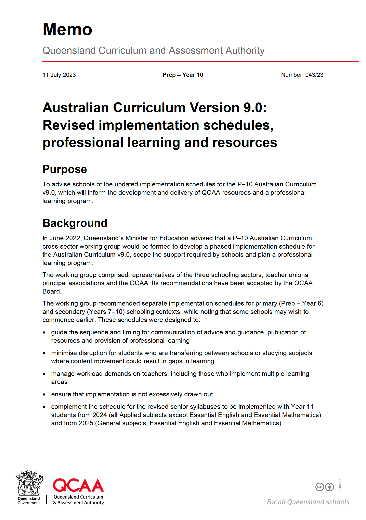 Memo
Queensland Curriculum and Assessment Authority
11 July 2023
Prep – Year 10
Number: 043/23
Australian Curriculum Version 9.0:
Revised implementation schedules,
professional learning and resources
Purpose
To advise schools of the updated implementation schedules for the P–10 Australian Curriculum
v9.0, which will inform the development and delivery of QCAA resources and a professional
learning program.
Background
In June 2022, Queensland's Minister for Education advised that a P–10 Australian Curriculum
cross-sector working group would be formed to develop a phased implementation schedule for
the Australian Curriculum v9.0, scope the support required by schools and plan a professional
learning program.
The working group comprised representatives of the three schooling sectors, teacher unions,
principal associations and the QCAA. Its recommendations have been accepted by the QCAA
Board.
The working group recommended separate implementation schedules for primary (Prep – Year 6)
and secondary (Years 7–10) schooling contexts, while noting that some schools may wish to
commence earlier. These schedules were designed to:
• guide the sequence and timing for communication of advice and guidance, publication of
resources and provision of professional learning
• minimise disruption for students who are transferring between schools or studying subjects
where content movement could result in gaps in learning
• manage workload demands on teachers, including those who implement multiple learning
areas
• ensure that implementation is not excessively drawn out
• complement the schedule for the revised senior syllabuses to be implemented with Year 11
students from 2024 (all Applied subjects except Essential English and Essential Mathematics)
and from 2025 (General subjects, Essential English and Essential Mathematics)
Queensland
Government
QCAA
Queensland Curriculum
& Assessment Authority
For all Queensland schools